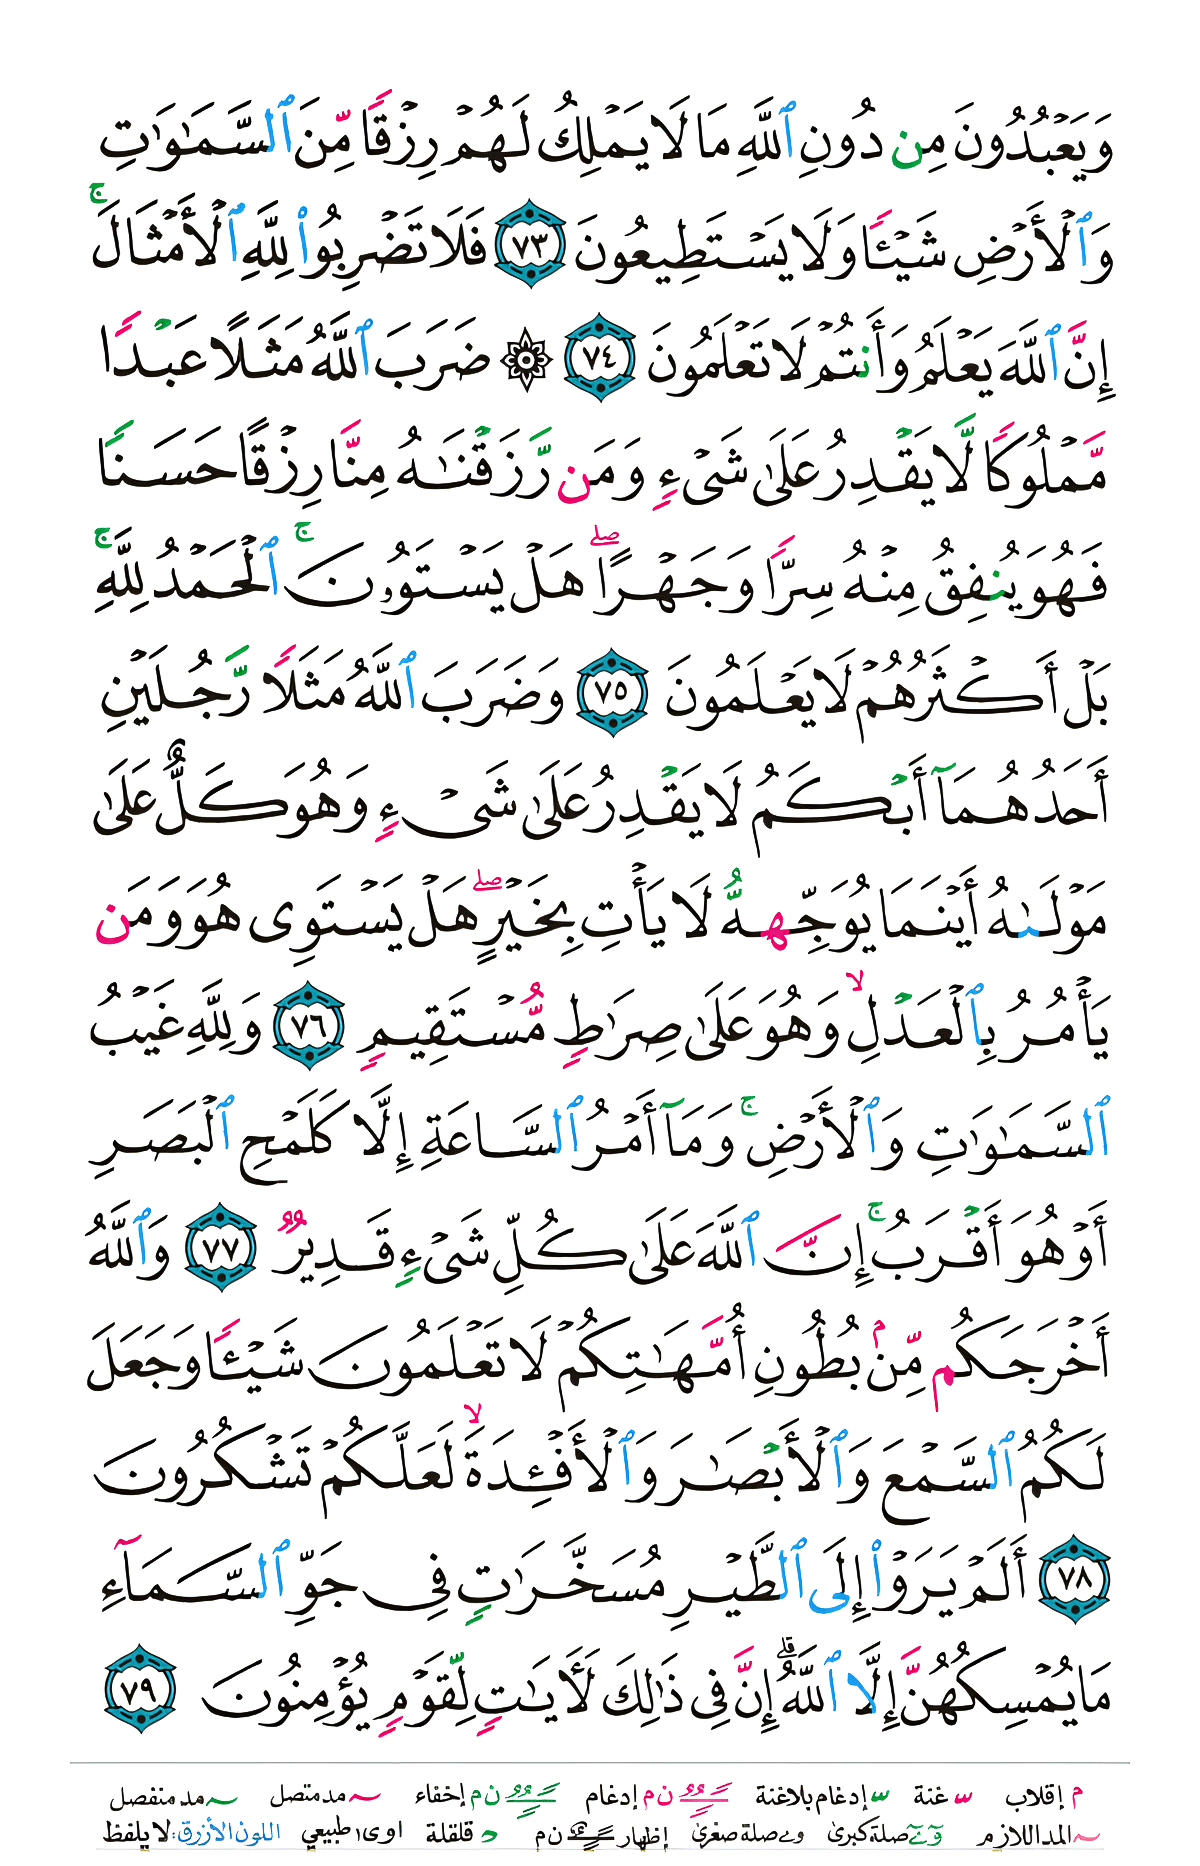 وَيَعْبُدُونَ مِن دُونِ ٱللَّهِ مَا لَا يَمْلِكُ لَهُمْ رِزْقًا مِّنَ ٱلسَّمَٰوَٰتِ
وَٱلْأَرْضِ شَيْـًٔا وَلَا يَسْتَطِيعُونَ ٧٣ فَلَا تَضْرِبُوا۟ لِلَّهِ ٱلْأَمْثَالَ ۚ
إِنَّ ٱللَّهَ يَعْلَمُ وَأَنتُمْ لَا تَعْلَمُونَ ٧٤ ۞ ضَرَبَ ٱللَّهُ مَثَلًا عَبْدًا
مَّمْلُوكًا لَّا يَقْدِرُ عَلَىٰ شَىْءٍ وَمَن رَّزَقْنَٰهُ مِنَّا رِزْقًا حَسَنًا
فَهُوَ يُنفِقُ مِنْهُ سِرًّا وَجَهْرًا ۖ هَلْ يَسْتَوُۥنَ ۚ ٱلْحَمْدُ لِلَّهِ ۚ
بَلْ أَكْثَرُهُمْ لَا يَعْلَمُونَ ٧٥ وَضَرَبَ ٱللَّهُ مَثَلًا رَّجُلَيْنِ
أَحَدُهُمَآ أَبْكَمُ لَا يَقْدِرُ عَلَىٰ شَىْءٍ وَهُوَ كَلٌّ عَلَىٰ
مَوْلَىٰهُ أَيْنَمَا يُوَجِّههُّ لَا يَأْتِ بِخَيْرٍ ۖ هَلْ يَسْتَوِى هُوَ وَمَن
يَأْمُرُ بِٱلْعَدْلِ ۙ وَهُوَ عَلَىٰ صِرَٰطٍ مُّسْتَقِيمٍ ٧٦ وَلِلَّهِ غَيْبُ
ٱلسَّمَٰوَٰتِ وَٱلْأَرْضِ ۚ وَمَآ أَمْرُ ٱلسَّاعَةِ إِلَّا كَلَمْحِ ٱلْبَصَرِ
أَوْ هُوَ أَقْرَبُ ۚ إِنَّ ٱللَّهَ عَلَىٰ كُلِّ شَىْءٍ قَدِيرٌ ٧٧ وَٱللَّهُ
أَخْرَجَكُم مِّنۢ بُطُونِ أُمَّهَٰتِكُمْ لَا تَعْلَمُونَ شَيْـًٔا وَجَعَلَ
لَكُمُ ٱلسَّمْعَ وَٱلْأَبْصَٰرَ وَٱلْأَفْـِٔدَةَ ۙ لَعَلَّكُمْ تَشْكُرُونَ
٧٨ أَلَمْ يَرَوْا۟ إِلَى ٱلطَّيْرِ مُسَخَّرَٰتٍ فِى جَوِّ ٱلسَّمَآءِ
مَا يُمْسِكُهُنَّ إِلَّا ٱللَّهُ ۗ إِنَّ فِى ذَٰلِكَ لَـَٔايَٰتٍ لِّقَوْمٍ يُؤْمِنُونَ ٧٩
م إقلاب غنة إدغام بلاغنة ن م إدغام ن م إخفاء مد متصل مد منفصل
المد اللازم صلة كبرىٰ و ے صلة صغرىٰ إظهار ن م قلقلة اوى طبيعي اللون الأزرق: لا يلفظ